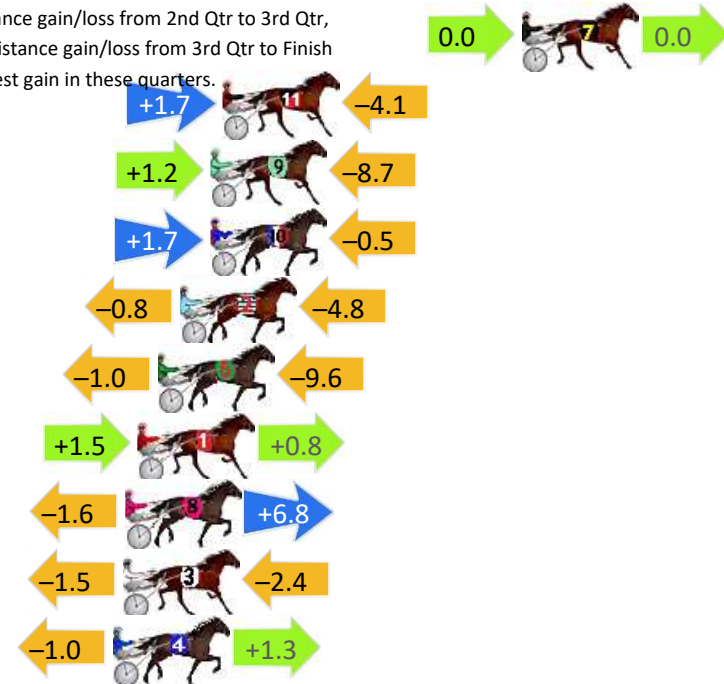 ance gain/loss from 2nd Qtr to 3rd Qtr,
istance gain/loss from 3rd Qtr to Finish
est gain in these quarters.
0.0 7 0.0
+1.7 11 –4.1
+1.2 9 –8.7
+1.7 10 –0.5
–0.8 2 –4.8
–1.0 5 –9.6
+1.5 1 +0.8
–1.6 8 +6.8
–1.5 3 –2.4
–1.0 4 +1.3